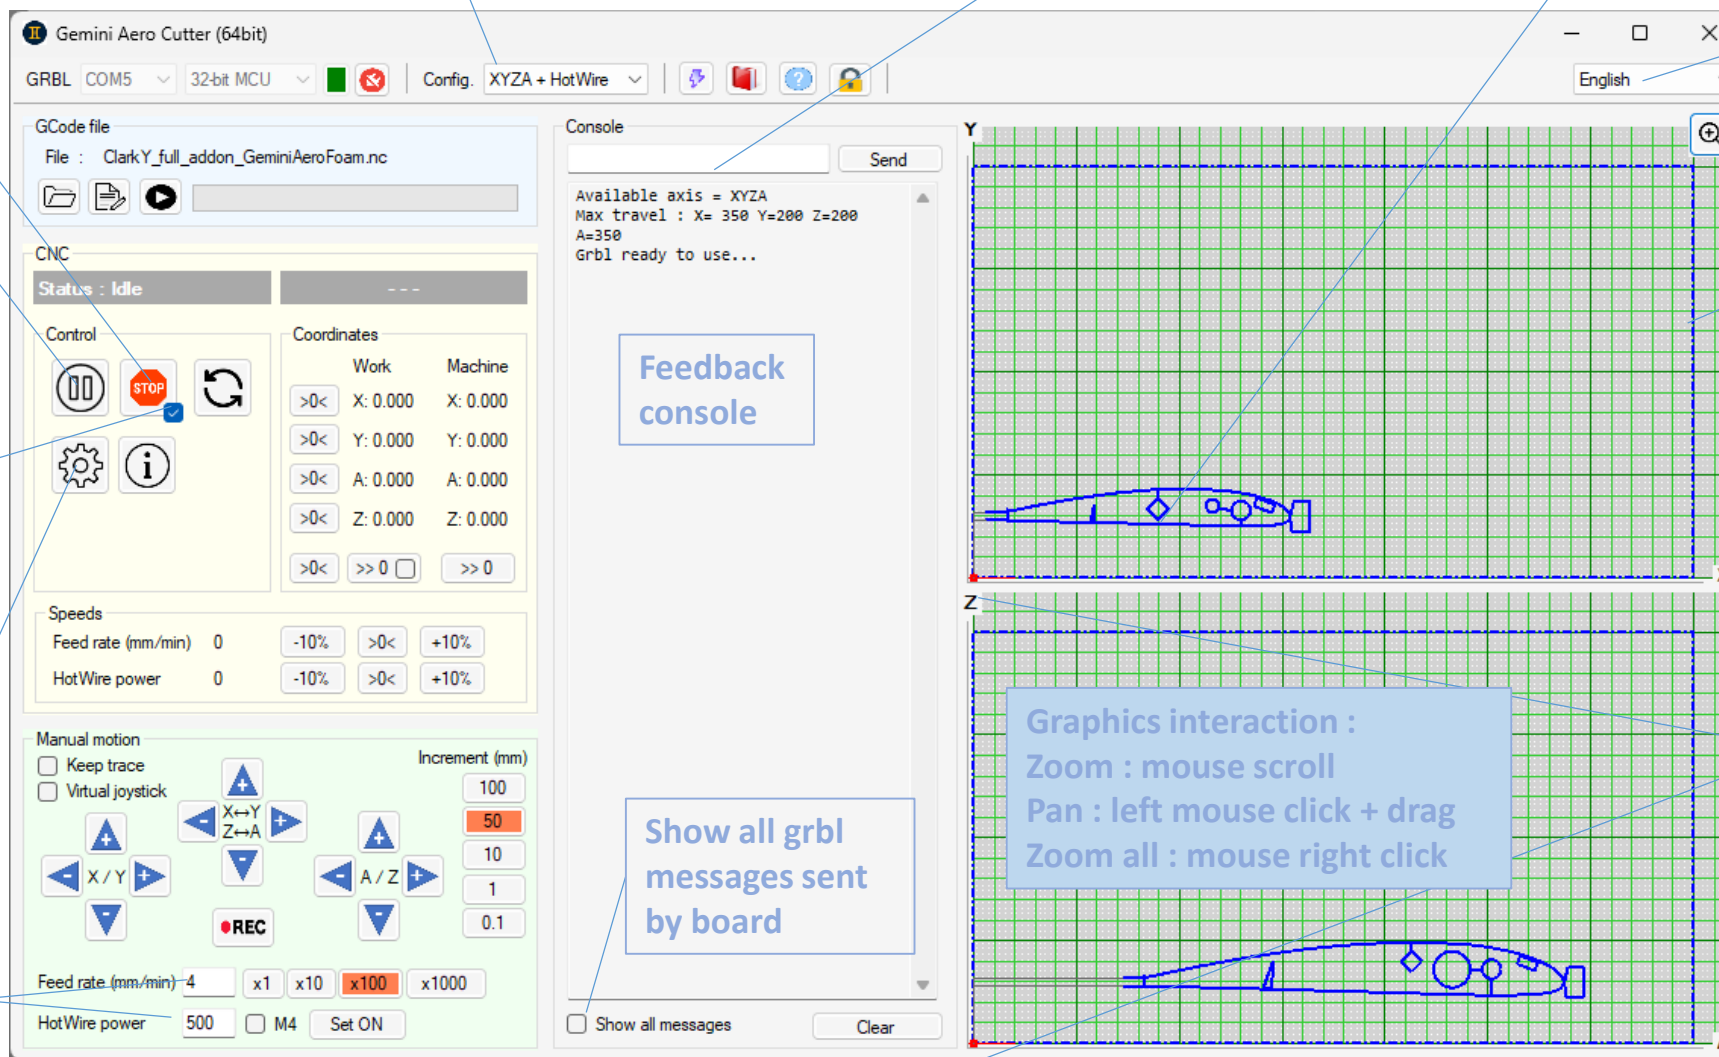 Gemini Aero Cutter (64bit)
GRBL COM5 32-bit MCU Config. XYZA + HotWire English
GCode file
File : ClarkY_full_addon_GeminiAeroFoam.nc
CNC
Status : Idle - - -
Control
STOP
Coordinates
Work Machine
>0< X: 0.000 X: 0.000
>0< Y: 0.000 Y: 0.000
>0< A: 0.000 A: 0.000
>0< Z: 0.000 Z: 0.000
>0< >> 0 >> 0
Speeds
Feed rate (mm/min) 0 -10% >0< +10%
HotWire power 0 -10% >0< +10%
Manual motion
Keep trace
Virtual joystick
Increment (mm)
100
50
10
1
0.1
X↔Y
Z↔A
X / Y
A / Z
REC
Feed rate (mm/min) 4 x1 x10 x100 x1000
HotWire power 500 M4 Set ON
Console
Send
Available axis = XYZA
Max travel : X= 350 Y=200 Z=200
A=350
Grbl ready to use...
Feedback
console
Show all grbl
messages sent
by board
Show all messages Clear
Y
Z
Graphics interaction :
Zoom : mouse scroll
Pan : left mouse click + drag
Zoom all : mouse right click